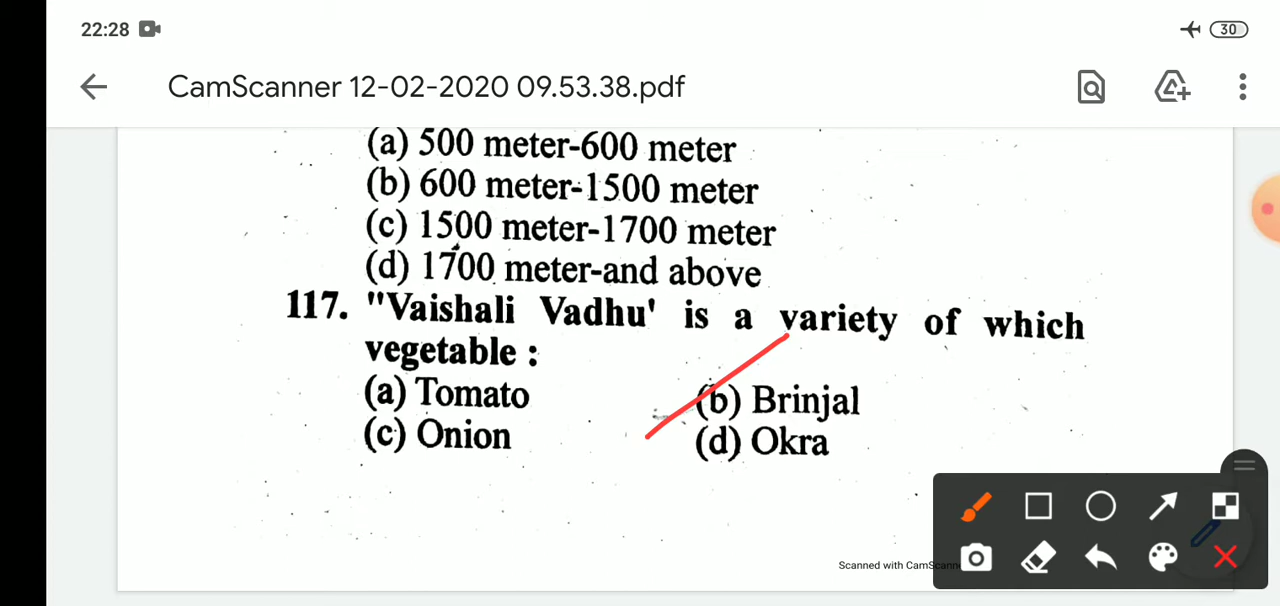 22:28
30
CamScanner 12-02-2020 09.53.38.pdf
(a) 500 meter-600 meter
(b) 600 meter-1500 meter
(c) 1500 meter-1700 meter
(d) 1700 meter-and above
117. "Vaishali Vadhu' is a variety of which
vegetable :
(a) Tomato (b) Brinjal
(c) Onion (d) Okra
Scanned with CamScann